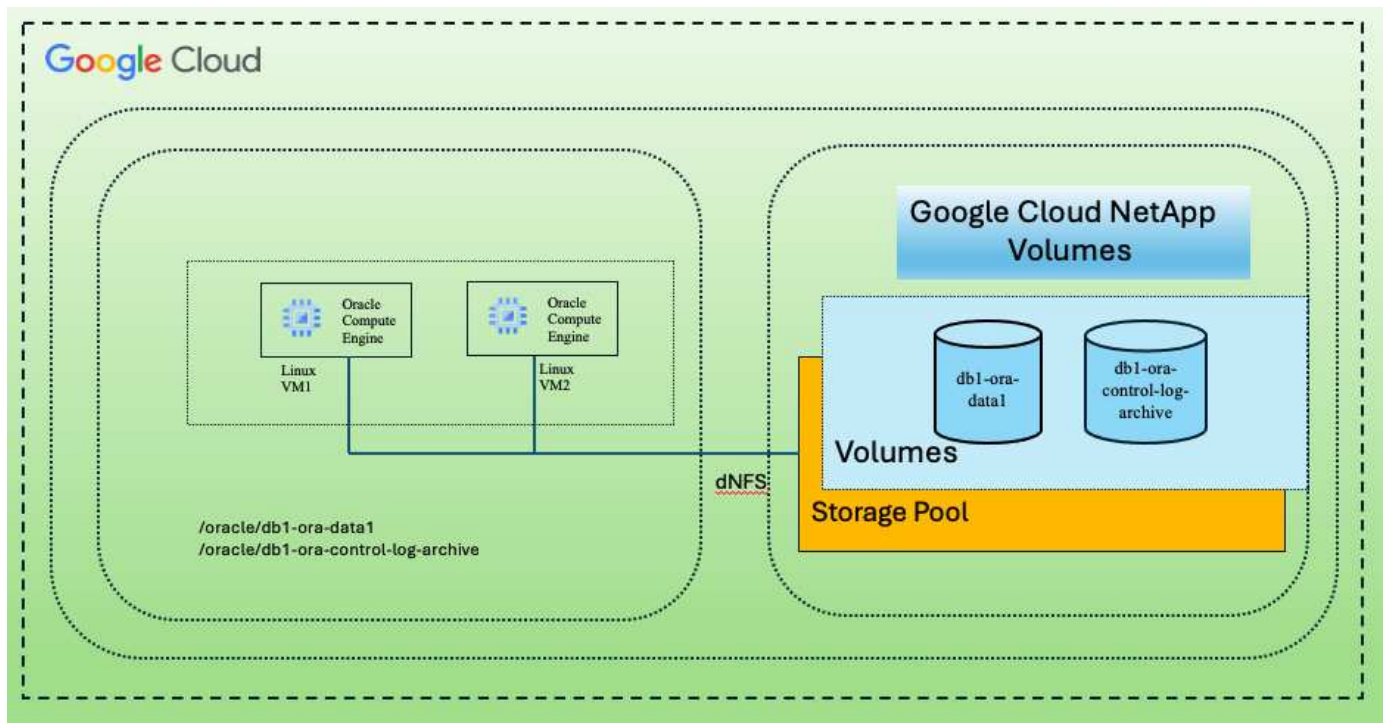 Google Cloud
Google Cloud NetApp
Volumes
Oracle
Compute
Engine
Oracle
Compute
Engine
Linux
VM1
Linux
VM2
db1-ora-
data1
db1-ora-
control-log-
archive
Volumes
dNFS
Storage Pool
/oracle/db1-ora-data1
/oracle/db1-ora-control-log-archive